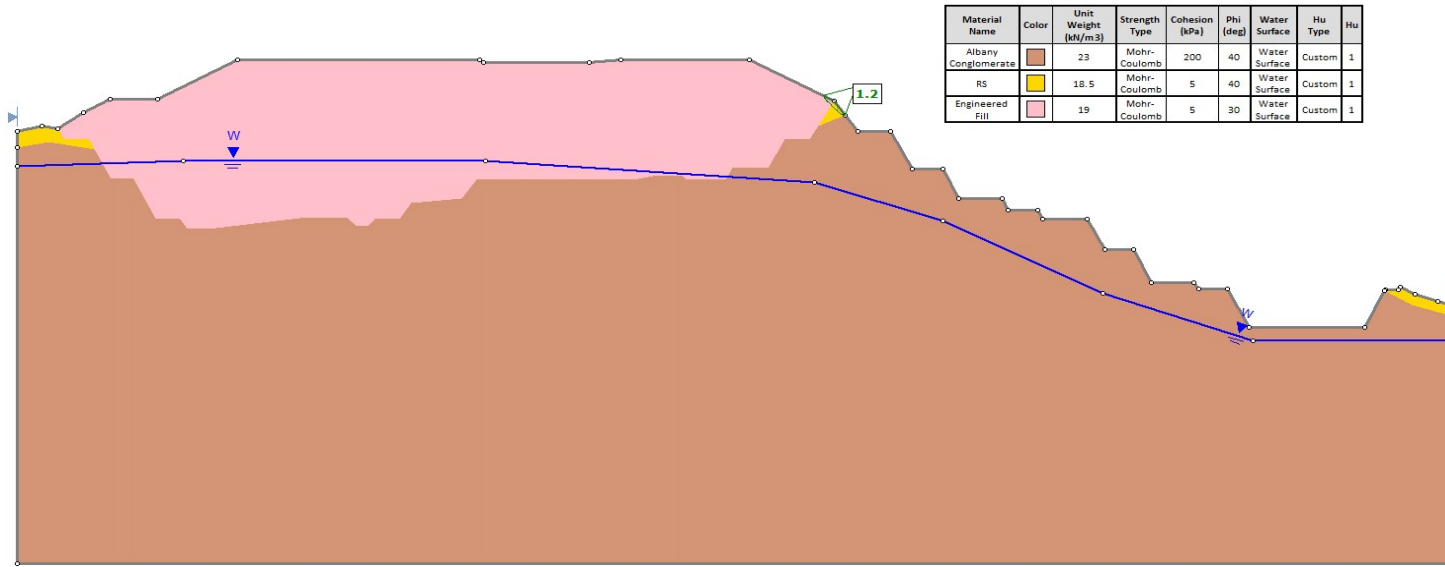 Material Name Color Unit Weight (kN/m3) Strength Type Cohesion (kPa) Phi (deg) Water Surface Hu Type Hu
Albany Conglomerate 23 Mohr-Coulomb 200 40 Water Surface Custom 1
RS 18.5 Mohr-Coulomb 5 40 Water Surface Custom 1
Engineered Fill 19 Mohr-Coulomb 5 30 Water Surface Custom 1
1.2
W
W